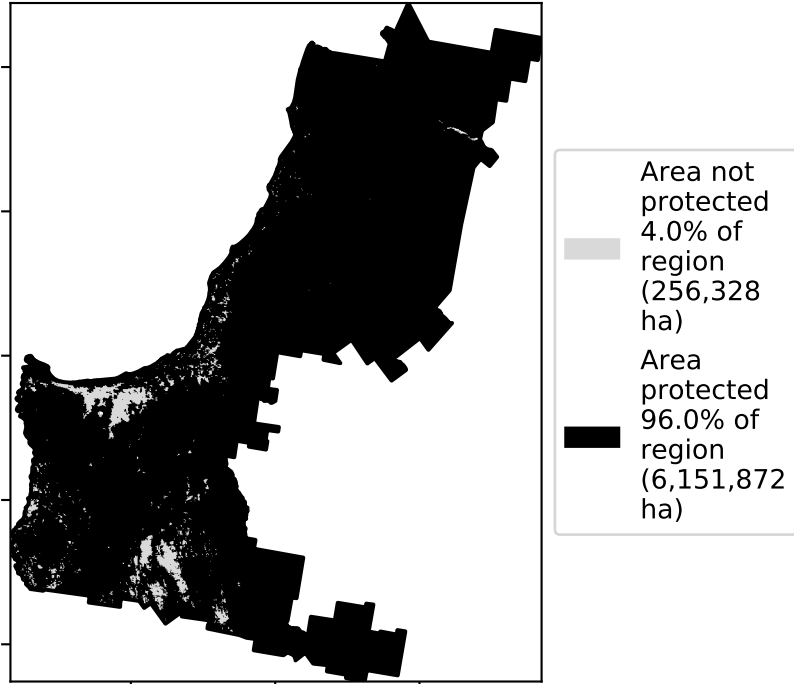 Area not
protected
4.0% of
region
(256,328
ha)
Area
protected
96.0% of
region
(6,151,872
ha)